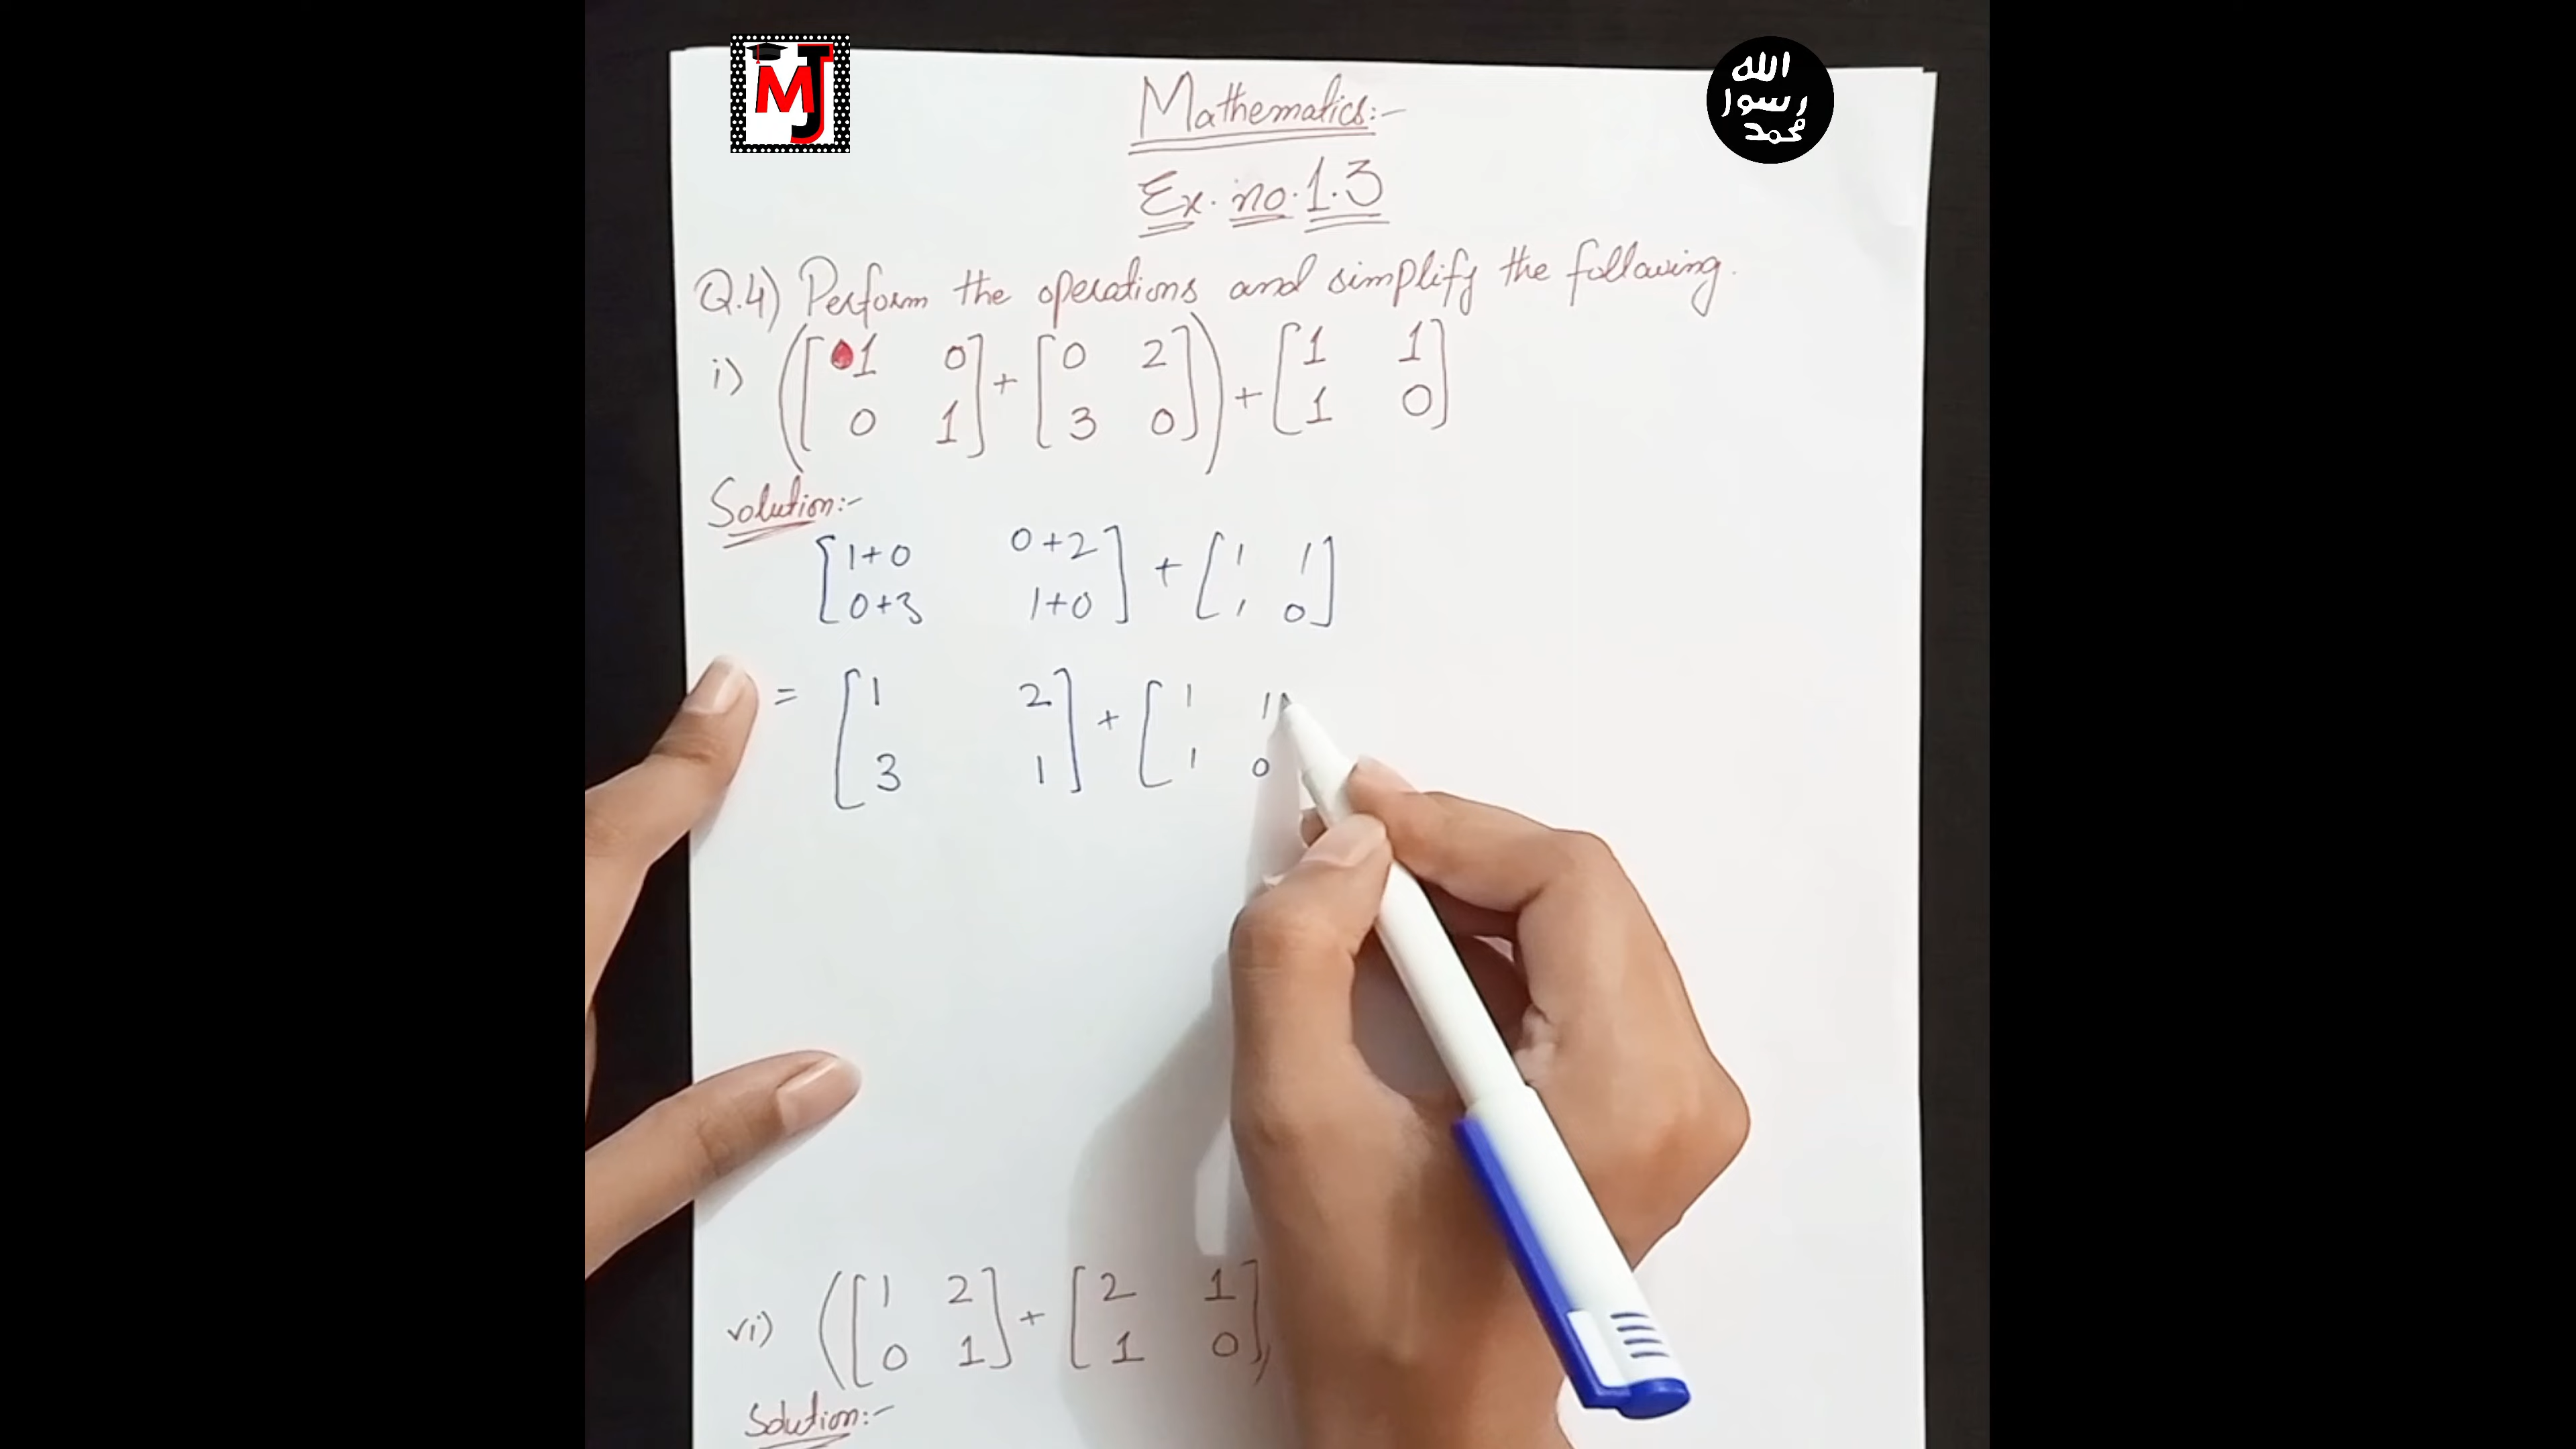 MJ
الله
رسول
محمد
Mathematics:-
Ex. no. 1.3
Q.4) Perform the operations and simplify the following.
i) ([1 0] + [0 2]) + [1 1]
[0 1] [3 0] [1 0]
Solution:-
[1+0 0+2] + [1 1]
[0+3 1+0] [1 0]
= [1 2] + [1 1
[3 1] [1 0
vi) ([1 2] + [2 1]
[0 1] [1 0]
Solution:-